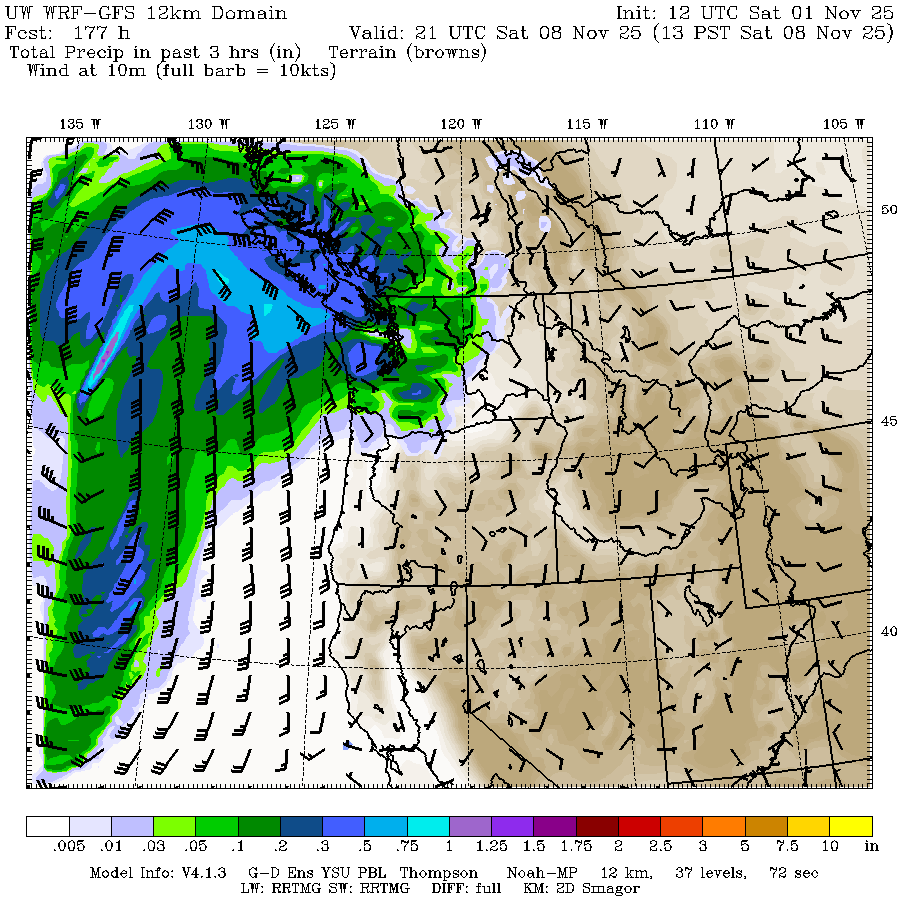 UW WRF-GFS 12km Domain Init: 12 UTC Sat 01 Nov 25
Fcst: 177 h Valid: 21 UTC Sat 08 Nov 25 (13 PST Sat 08 Nov 25)
Total Precip in past 3 hrs (in) Terrain (browns)
Wind at 10m (full barb = 10kts)
135 W 130 W 125 W 120 W 115 W 110 W 105 W
50
45
40
.005 .01 .03 .05 .1 .2 .3 .5 .75 1 1.25 1.5 1.75 2 2.5 3 5 7.5 10 in
Model Info: V4.1.3 G-D Ens YSU PBL Thompson Noah-MP 12 km, 37 levels, 72 sec
LW: RRTMG SW: RRTMG DIFF: full KM: 2D Smagor